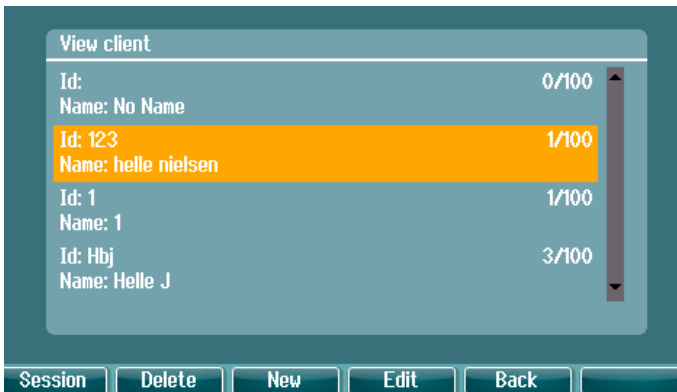 View client
Id: 0/100
Name: No Name
Id: 123 1/100
Name: helle nielsen
Id: 1 1/100
Name: 1
Id: Hbj 3/100
Name: Helle J
Session Delete New Edit Back